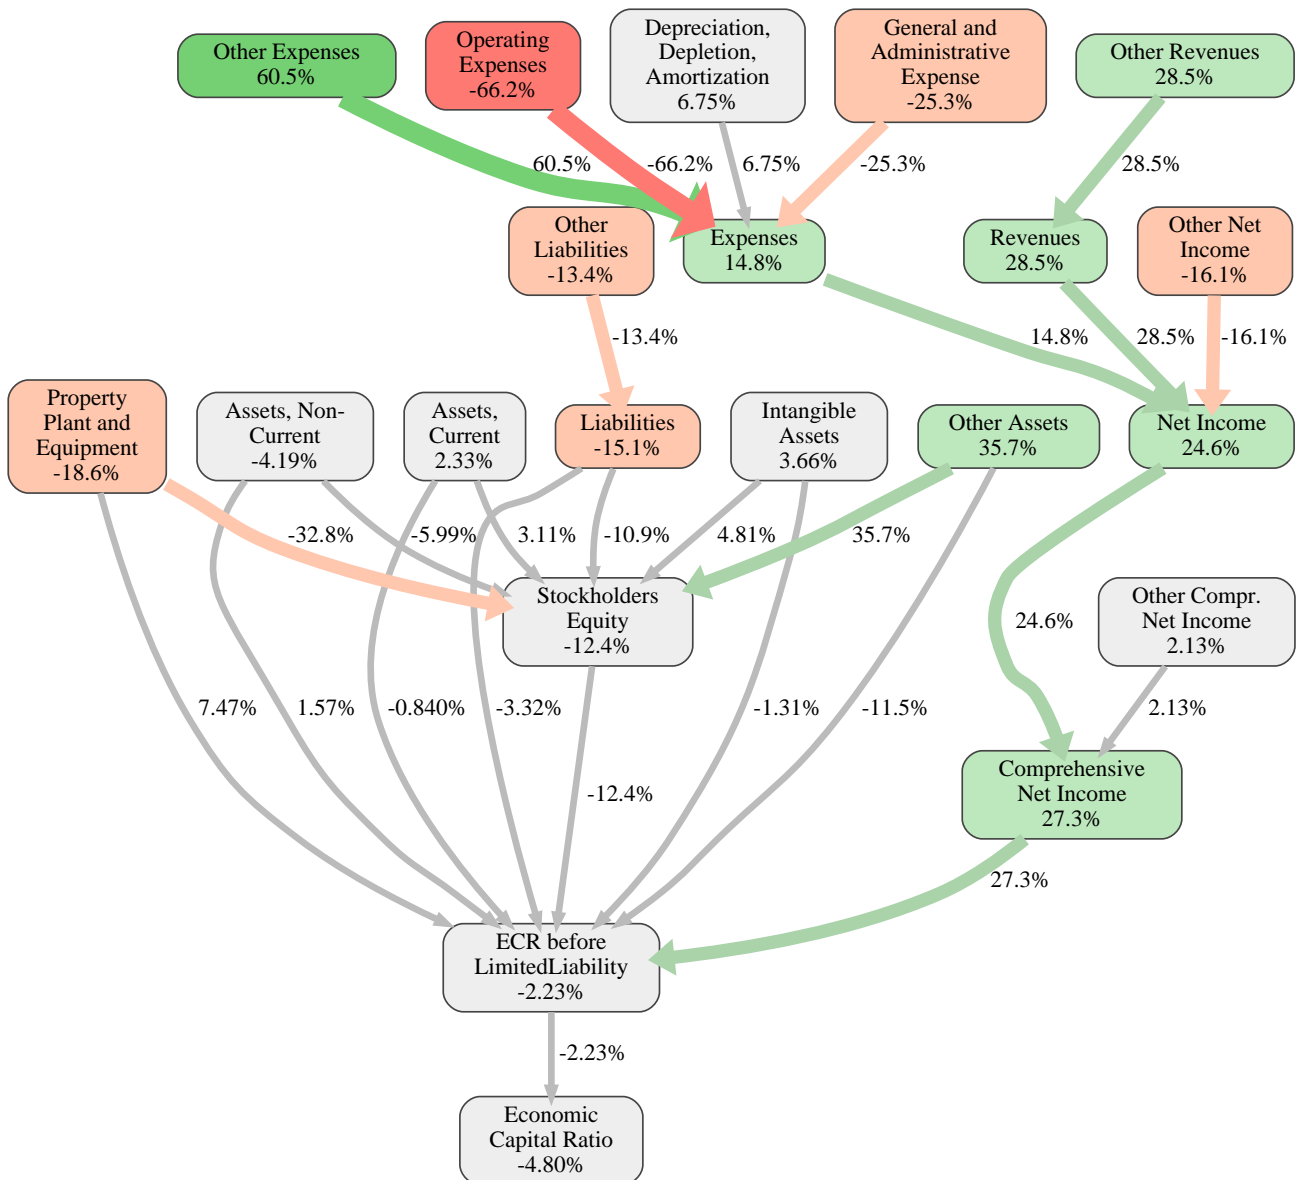 Other Expenses
60.5%
Operating
Expenses
-66.2%
Depreciation,
Depletion,
Amortization
6.75%
General and
Administrative
Expense
-25.3%
Other Revenues
28.5%
60.5%
-66.2%
6.75%
-25.3%
28.5%
Other
Liabilities
-13.4%
Expenses
14.8%
Revenues
28.5%
Other Net
Income
-16.1%
-13.4%
14.8%
28.5%
-16.1%
Property
Plant and
Equipment
-18.6%
Assets, Non-
Current
-4.19%
Assets,
Current
2.33%
Liabilities
-15.1%
Intangible
Assets
3.66%
Other Assets
35.7%
Net Income
24.6%
-32.8%
-5.99%
3.11%
-10.9%
4.81%
35.7%
Stockholders
Equity
-12.4%
24.6%
Other Compr.
Net Income
2.13%
7.47%
1.57%
-0.840%
-3.32%
-1.31%
-11.5%
2.13%
-12.4%
Comprehensive
Net Income
27.3%
27.3%
ECR before
LimitedLiability
-2.23%
-2.23%
Economic
Capital Ratio
-4.80%